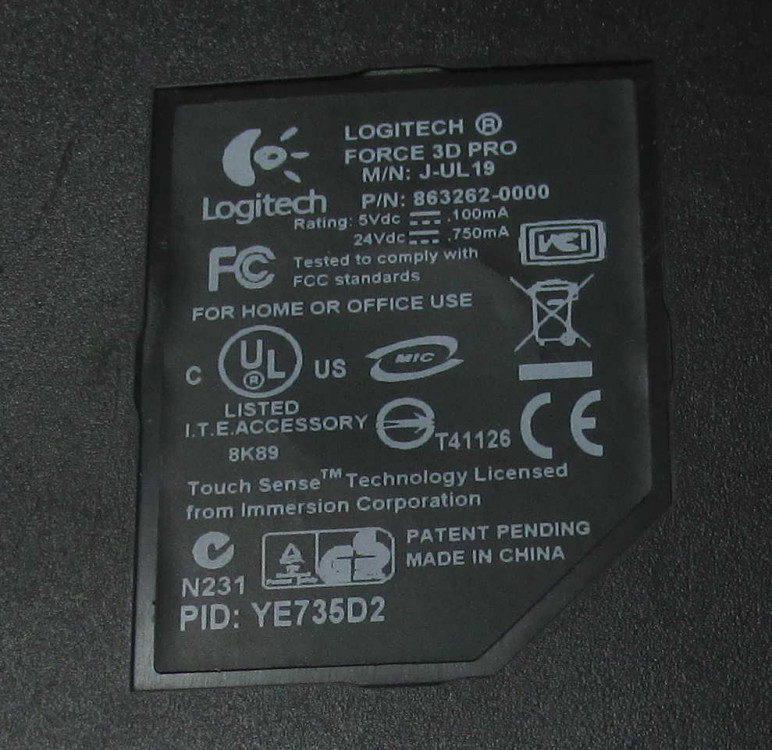 LOGITECH ®
FORCE 3D PRO
M/N: J-UL19
Logitech
P/N: 863262-0000
Rating: 5Vdc ⎓ .100mA
24Vdc ⎓ .750mA
FC
Tested to comply with
FCC standards
VCCI
FOR HOME OR OFFICE USE
C UL ® US
MIC
LISTED
I.T.E.ACCESSORY
8K89
T41126
CE
Touch Sense™ Technology Licensed
from Immersion Corporation
N231
GS
PATENT PENDING
MADE IN CHINA
PID: YE735D2